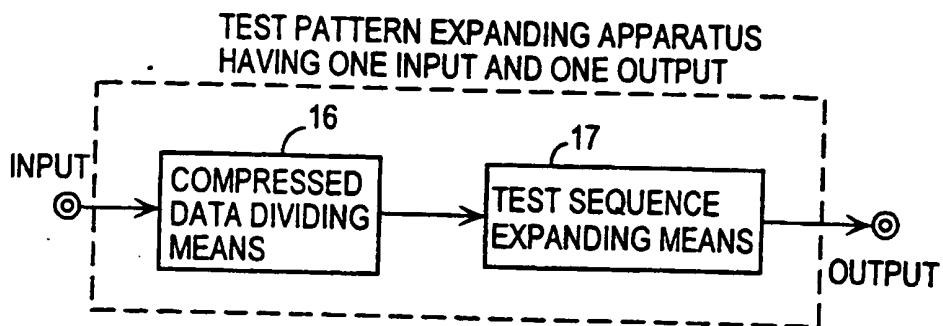 TEST PATTERN EXPANDING APPARATUS
HAVING ONE INPUT AND ONE OUTPUT
16
17
INPUT
COMPRESSED
DATA DIVIDING
MEANS
TEST SEQUENCE
EXPANDING MEANS
OUTPUT